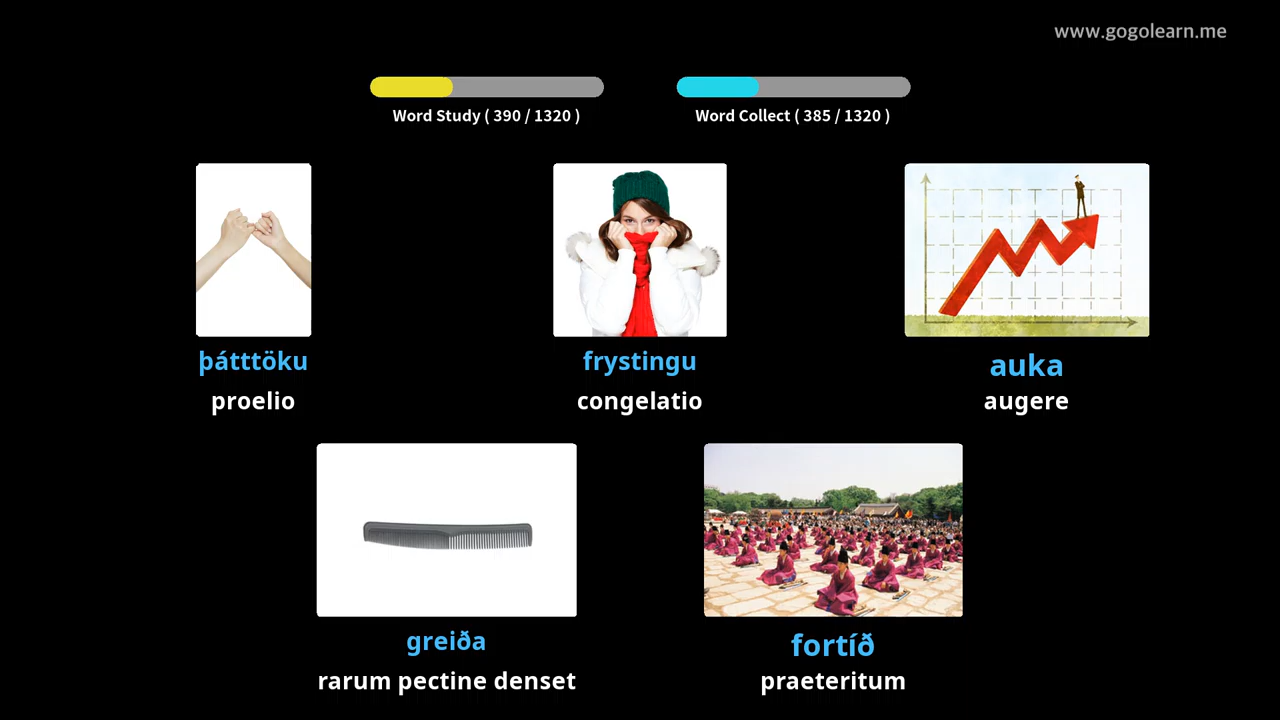 www.gogolearn.me
Word Study ( 390 / 1320 )
Word Collect ( 385 / 1320 )
þátttöku
proelio
frystingu
congelatio
auka
augere
greiða
rarum pectine denset
fortíð
praeteritum